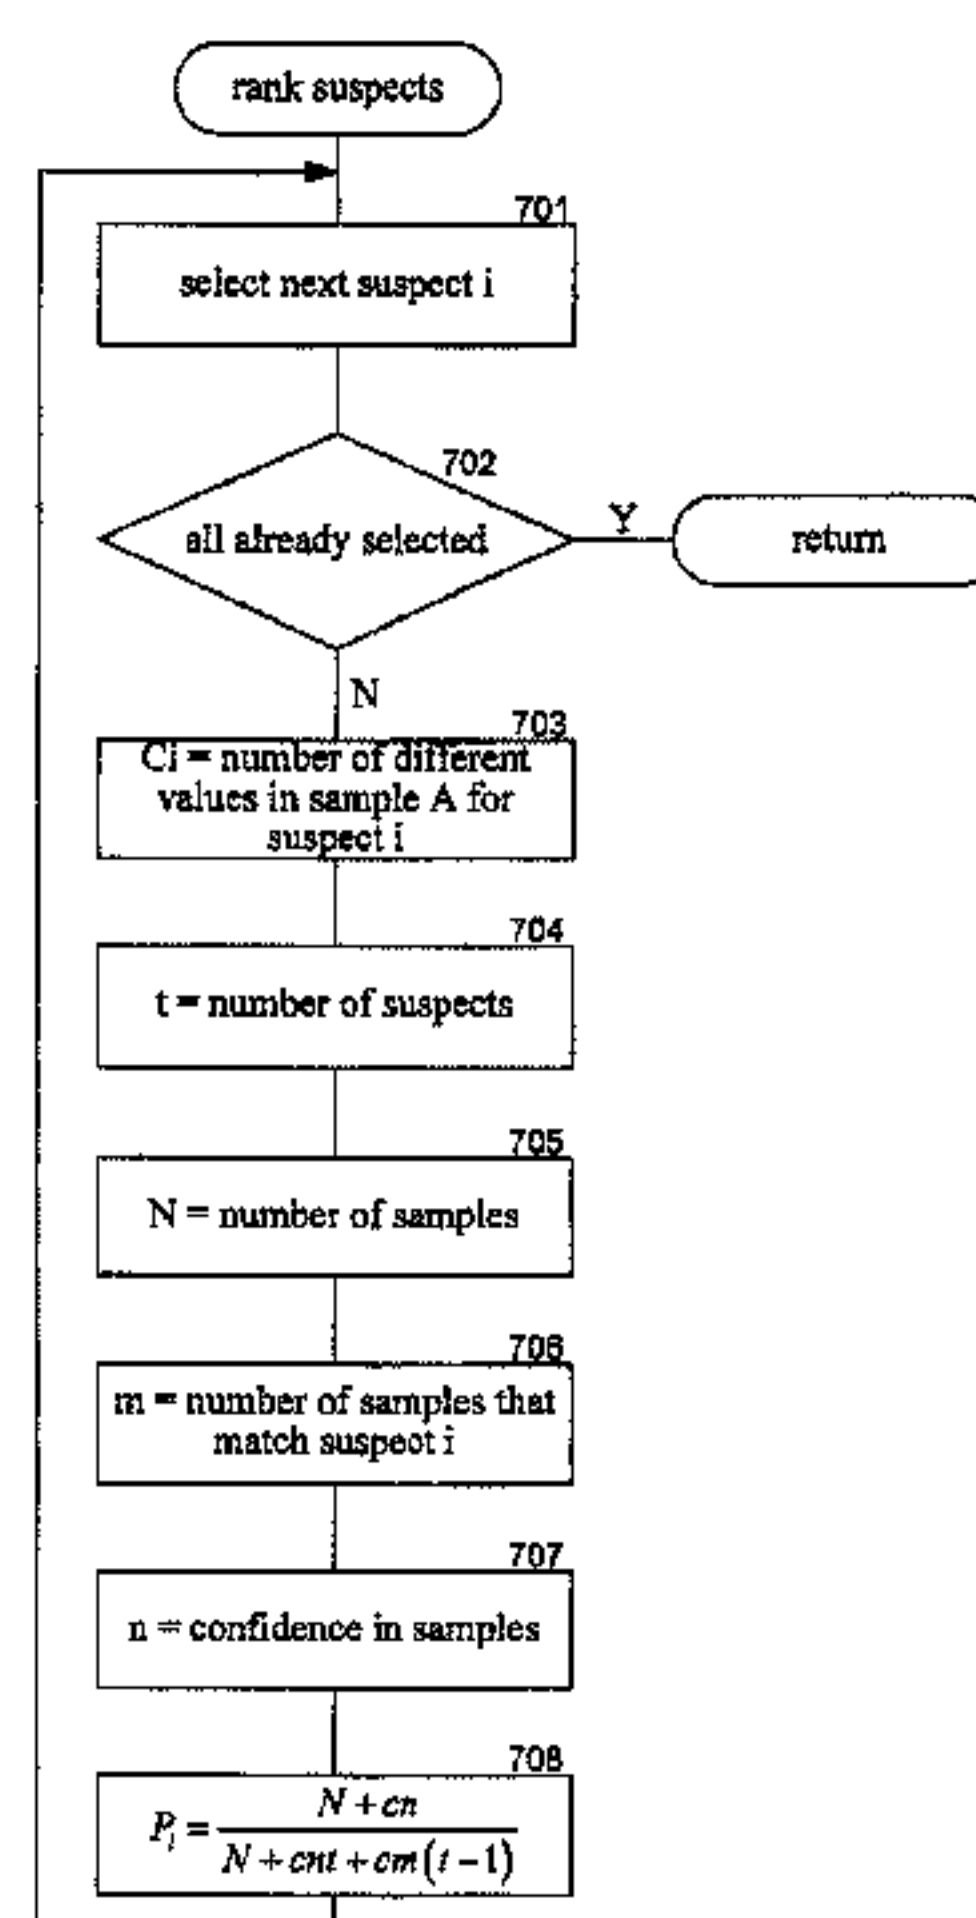 rank suspects
701
select next suspect i
702
all already selected
Y
return
N
703
Ci = number of different
values in sample A for
suspect i
704
t = number of suspects
705
N = number of samples
706
m = number of samples that
match suspect i
707
n = confidence in samples
708
P_i = \frac{N + cn}{N + cnt + cm(t - 1)}